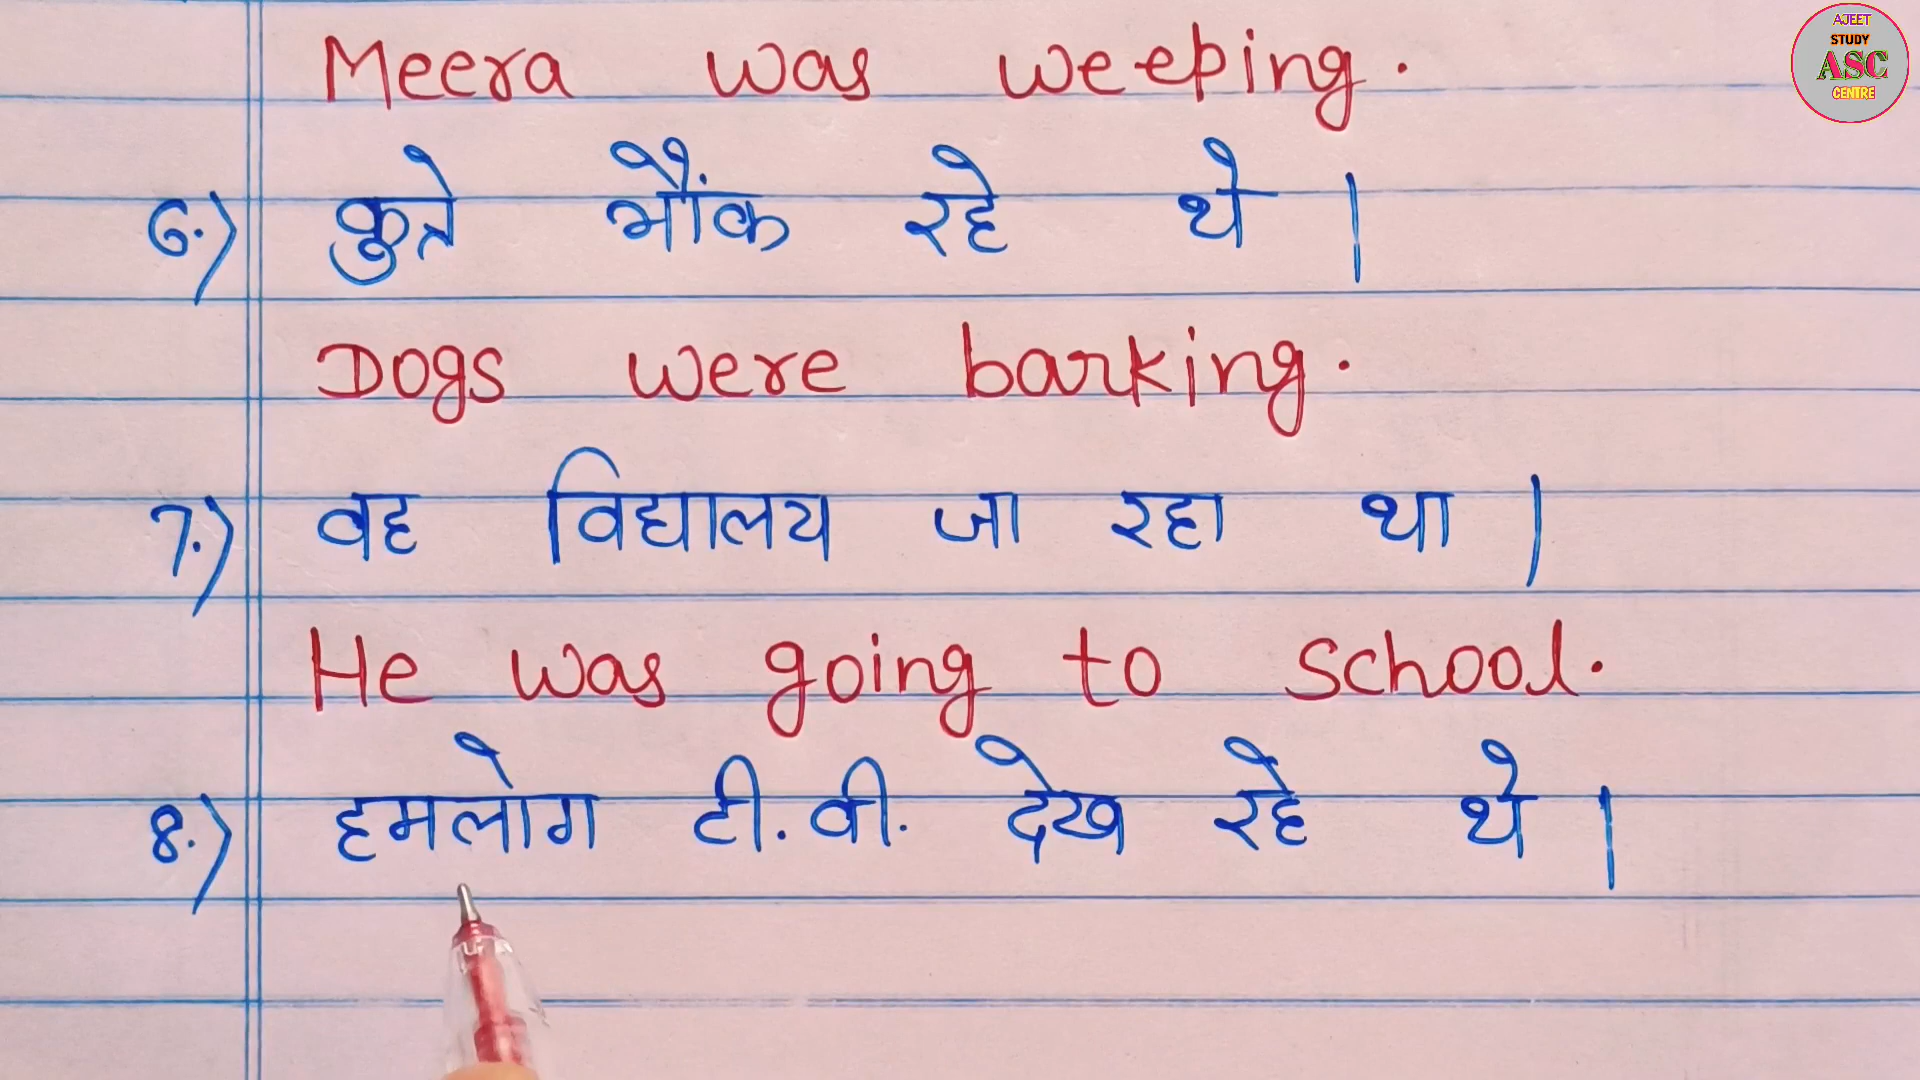 Meera was weeping.
AJEET
STUDY
ASC
CENTRE
6.) कुत्ते भौंक रहे थे |
Dogs were barking.
7.) वह विद्यालय जा रहा था |
He was going to school.
8.) हमलोग टी. वी. देख रहे थे |